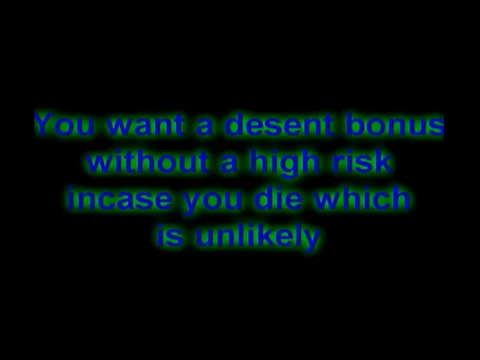 You want a desent bonus
without a high risk
incase you die which
is unlikely